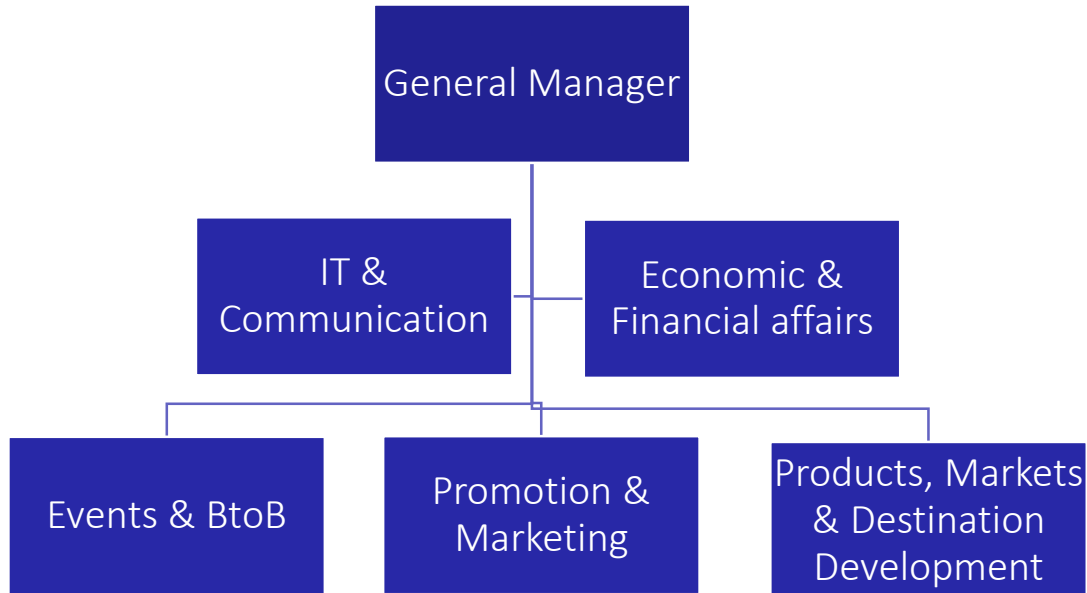 General Manager
IT &
Communication
Economic &
Financial affairs
Events & BtoB
Promotion &
Marketing
Products, Markets
& Destination
Development